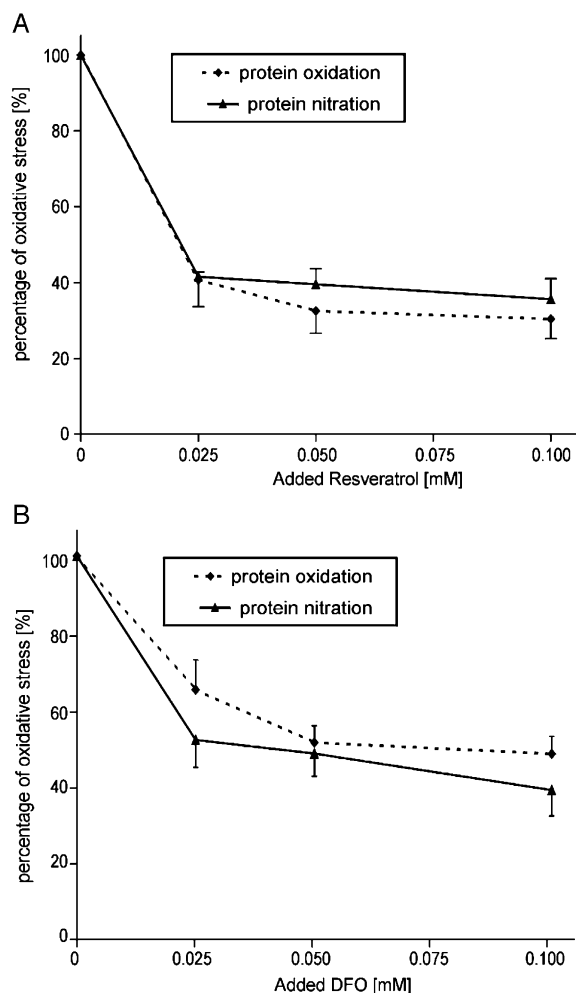 A
percentage of oxidative stress [%]
100
80
60
40
20
0
protein oxidation
protein nitration
0 0.025 0.050 0.075 0.100
Added Resveratrol [mM]
B
percentage of oxidative stress [%]
100
80
60
40
20
0
protein oxidation
protein nitration
0 0.025 0.050 0.075 0.100
Added DFO [mM]